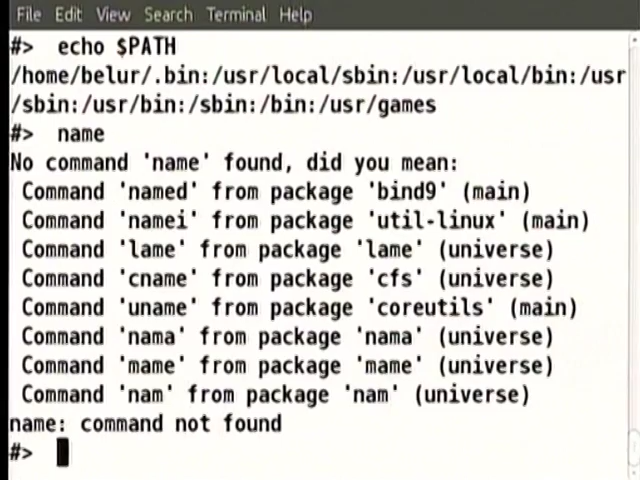 File Edit View Search Terminal Help
#> echo $PATH
/home/belur/.bin:/usr/local/sbin:/usr/local/bin:/usr
/sbin:/usr/bin:/sbin:/bin:/usr/games
#> name
No command 'name' found, did you mean:
Command 'named' from package 'bind9' (main)
Command 'namei' from package 'util-linux' (main)
Command 'lame' from package 'lame' (universe)
Command 'cname' from package 'cfs' (universe)
Command 'uname' from package 'coreutils' (main)
Command 'nama' from package 'nama' (universe)
Command 'mame' from package 'mame' (universe)
Command 'nam' from package 'nam' (universe)
name: command not found
#>